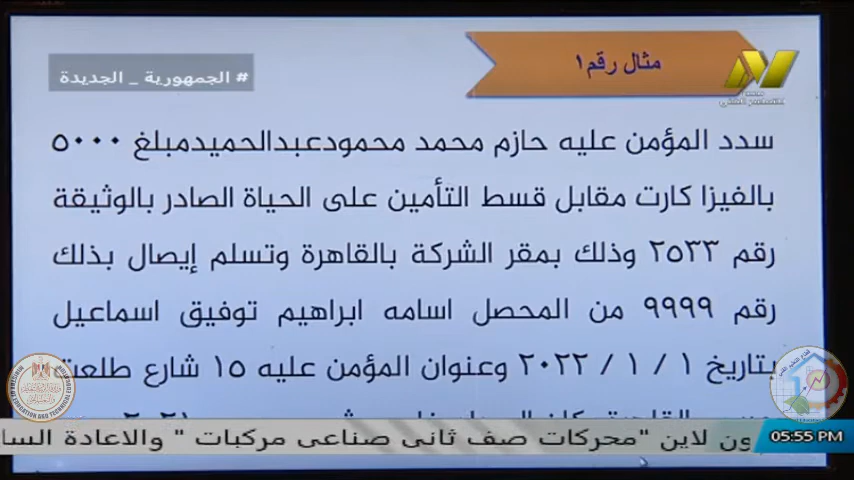 مثال رقم ١
# الجمهورية _ الجديدة
سدد المؤمن عليه حازم محمد محمودعبدالحميدمبلغ ٥٠٠٠
بالفيزا كارت مقابل قسط التأمين على الحياة الصادر بالوثيقة
رقم ٢٥٣٣ وذلك بمقر الشركة بالقاهرة وتسلم إيصال بذلك
رقم ٩٩٩٩ من المحصل اسامه ابراهيم توفيق اسماعيل
بتاريخ ١ / ١ / ٢٠٢٢ وعنوان المؤمن عليه ١٥ شارع طلعت
ون لاين "محركات صف ثانى صناعى مركبات " والاعادة
05:55 PM